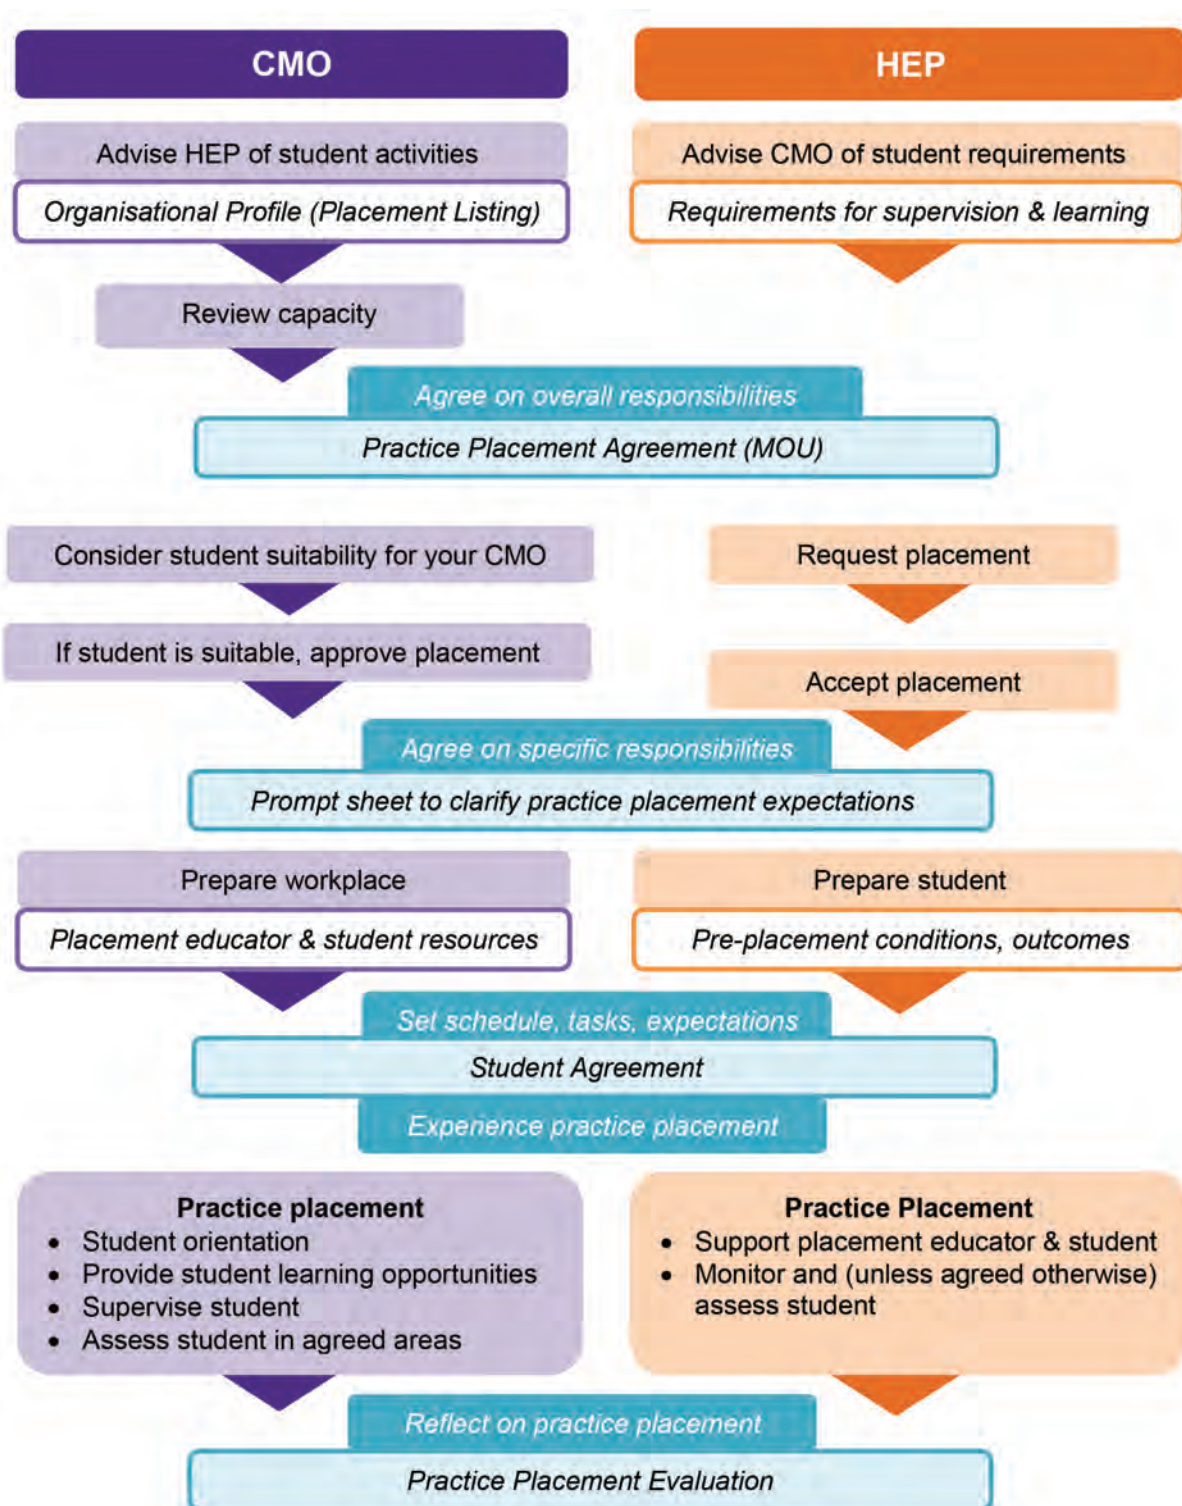 CMO
HEP
Advise HEP of student activities
Advise CMO of student requirements
Organisational Profile (Placement Listing)
Requirements for supervision & learning
Review capacity
Agree on overall responsibilities
Practice Placement Agreement (MOU)
Consider student suitability for your CMO
Request placement
If student is suitable, approve placement
Accept placement
Agree on specific responsibilities
Prompt sheet to clarify practice placement expectations
Prepare workplace
Prepare student
Placement educator & student resources
Pre-placement conditions, outcomes
Set schedule, tasks, expectations
Student Agreement
Experience practice placement
Practice placement
• Student orientation
• Provide student learning opportunities
• Supervise student
• Assess student in agreed areas
Practice Placement
• Support placement educator & student
• Monitor and (unless agreed otherwise)
assess student
Reflect on practice placement
Practice Placement Evaluation